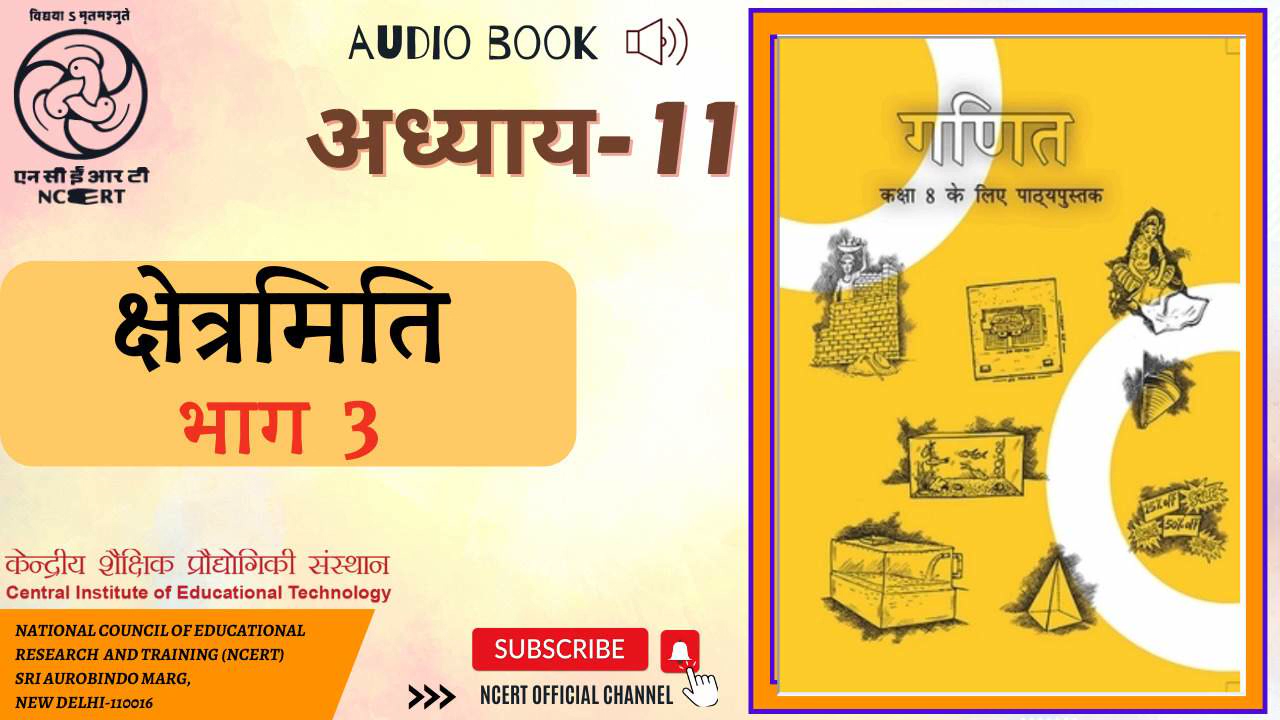 विद्यया ऽ मृतमश्नुते
एन सी ई आर टी
NCERT
AUDIO BOOK
अध्याय-11
क्षेत्रमिति
भाग 3
केन्द्रीय शैक्षिक प्रौद्योगिकी संस्थान
Central Institute of Educational Technology
NATIONAL COUNCIL OF EDUCATIONAL
RESEARCH AND TRAINING (NCERT)
SRI AUROBINDO MARG,
NEW DELHI-110016
SUBSCRIBE
NCERT OFFICIAL CHANNEL
गणित
कक्षा 8 के लिए पाठ्यपुस्तक
50% off